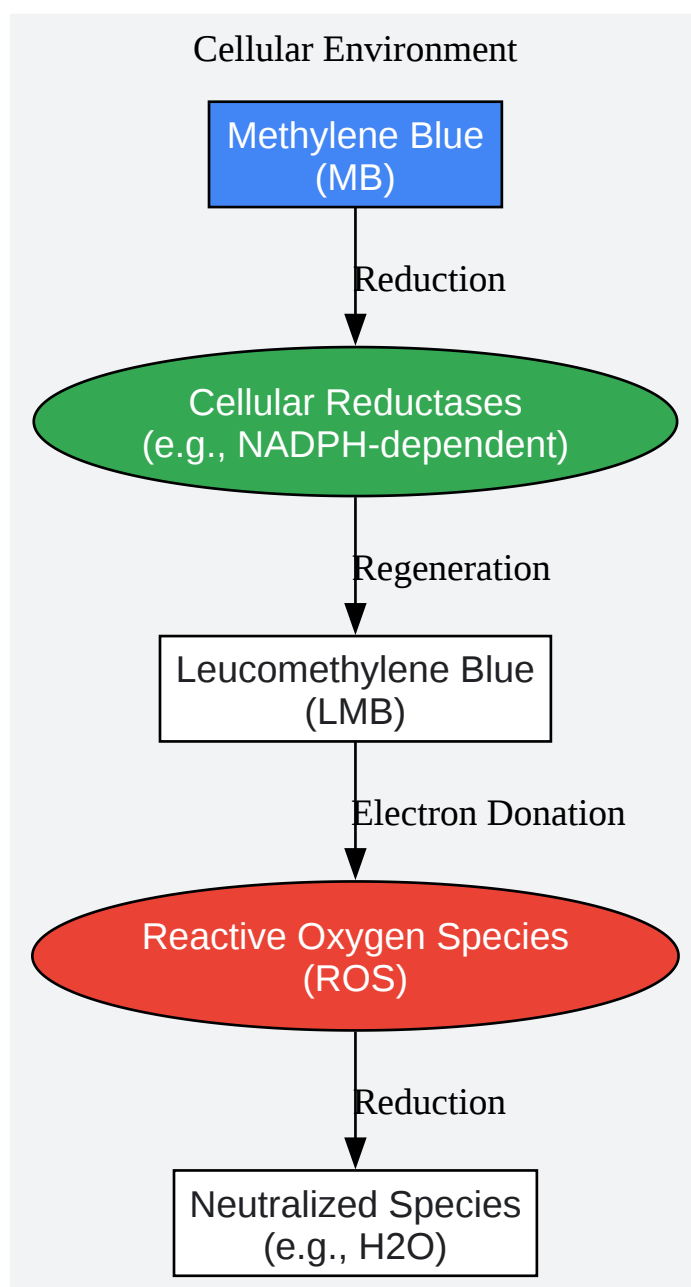 Cellular Environment
Methylene Blue
(MB)
Reduction
Cellular Reductases
(e.g., NADPH-dependent)
Regeneration
Leucomethylene Blue
(LMB)
Electron Donation
Reactive Oxygen Species
(ROS)
Reduction
Neutralized Species
(e.g., H2O)